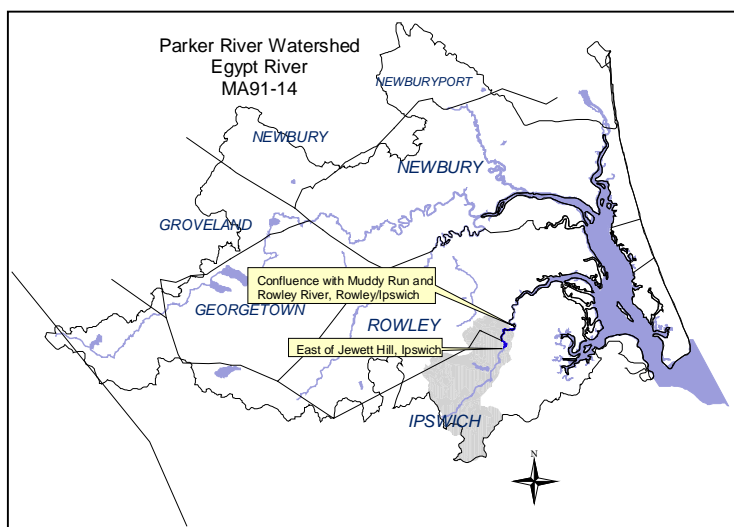 Parker River Watershed
Egypt River
MA91-14
NEWBURYPORT
NEWBURY
NEWBURY
GROVELAND
Confluence with Muddy Run and
Rowley River, Rowley/Ipswich
GEORGETOWN
ROWLEY
East of Jewett Hill, Ipswich
IPSWICH
N